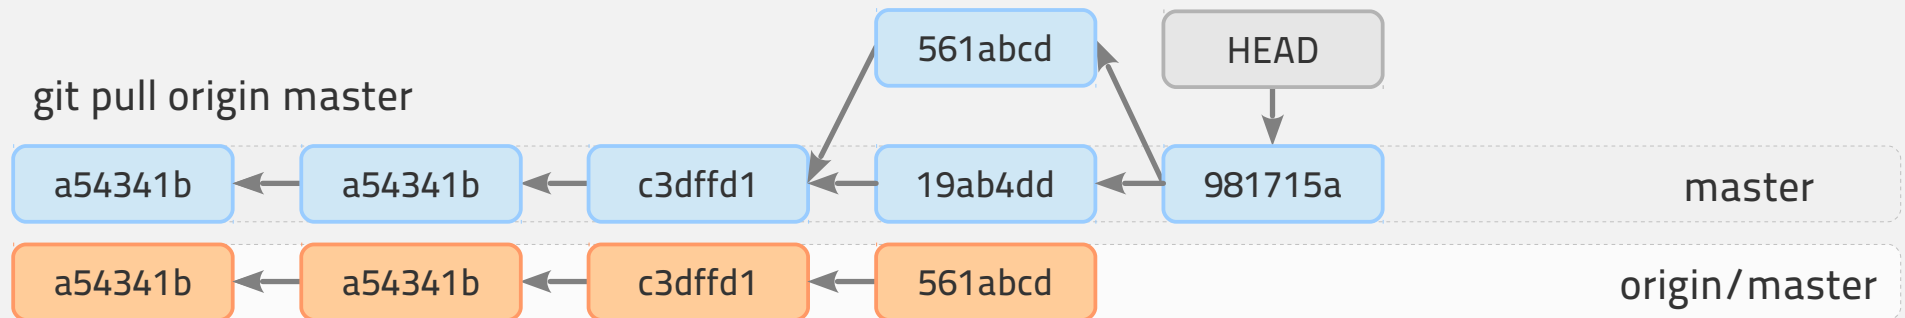 561abcd
HEAD
git pull origin master
a54341b
a54341b
c3dffd1
19ab4dd
981715a
master
a54341b
a54341b
c3dffd1
561abcd
origin/master